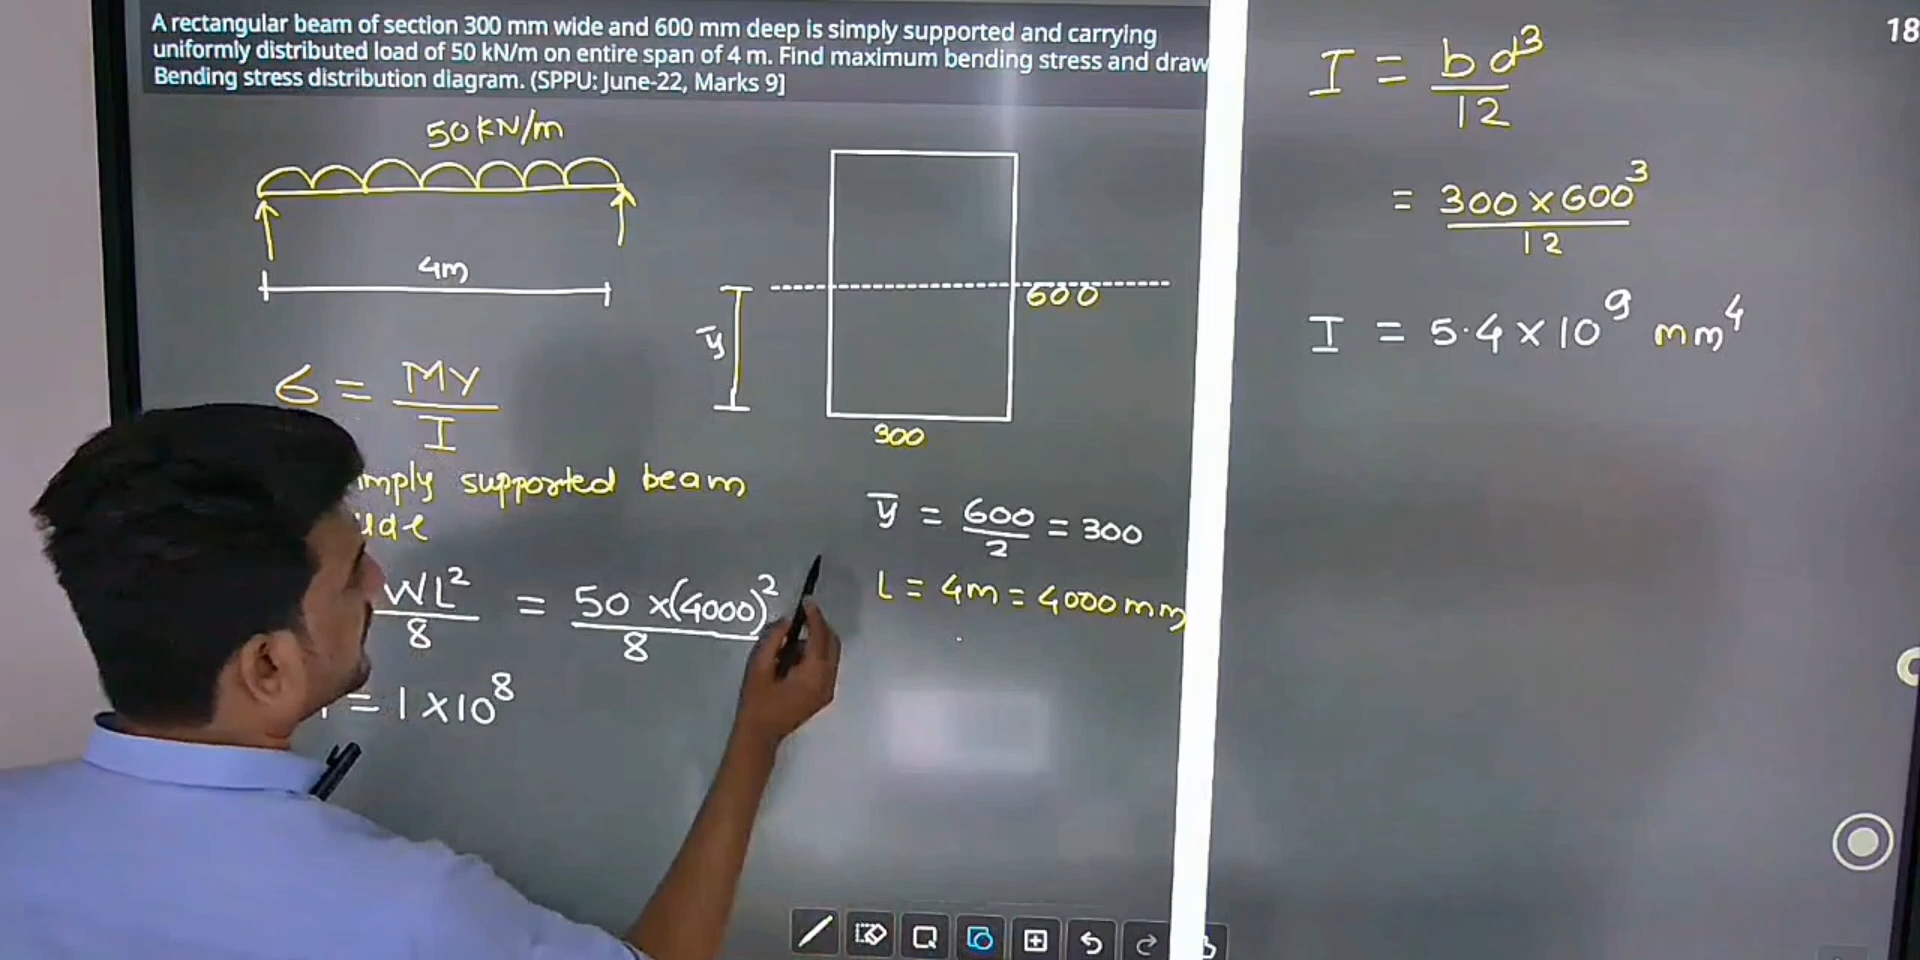 A rectangular beam of section 300 mm wide and 600 mm deep is simply supported and carrying
uniformly distributed load of 50 kN/m on entire span of 4 m. Find maximum bending stress and draw
Bending stress distribution diagram. (SPPU: June-22, Marks 9]
50 KN/m
4m
600
ȳ
300
σ = MY/I
supported beam
WL²/8 = 50 x(4000)²/8
= 1 X 10⁸
ȳ = 600/2 = 300
L = 4m = 4000mm
18
I = bd³/12
= 300 x 600³/12
I = 5.4 X 10⁹ mm⁴